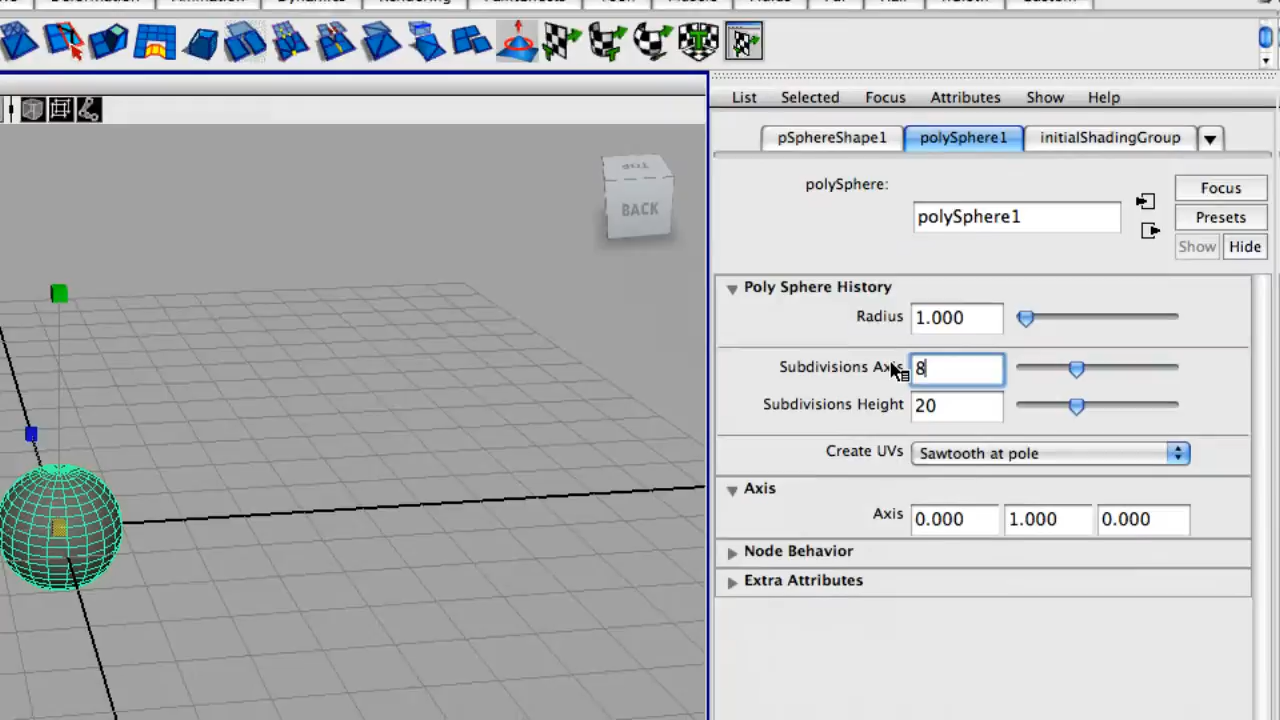 List Selected Focus Attributes Show Help
pSphereShape1 polySphere1 initialShadingGroup
TOP
BACK
polySphere:
polySphere1
Focus
Presets
Show Hide
Poly Sphere History
Radius 1.000
Subdivisions Axis 8
Subdivisions Height 20
Create UVs Sawtooth at pole
Axis
Axis 0.000 1.000 0.000
Node Behavior
Extra Attributes